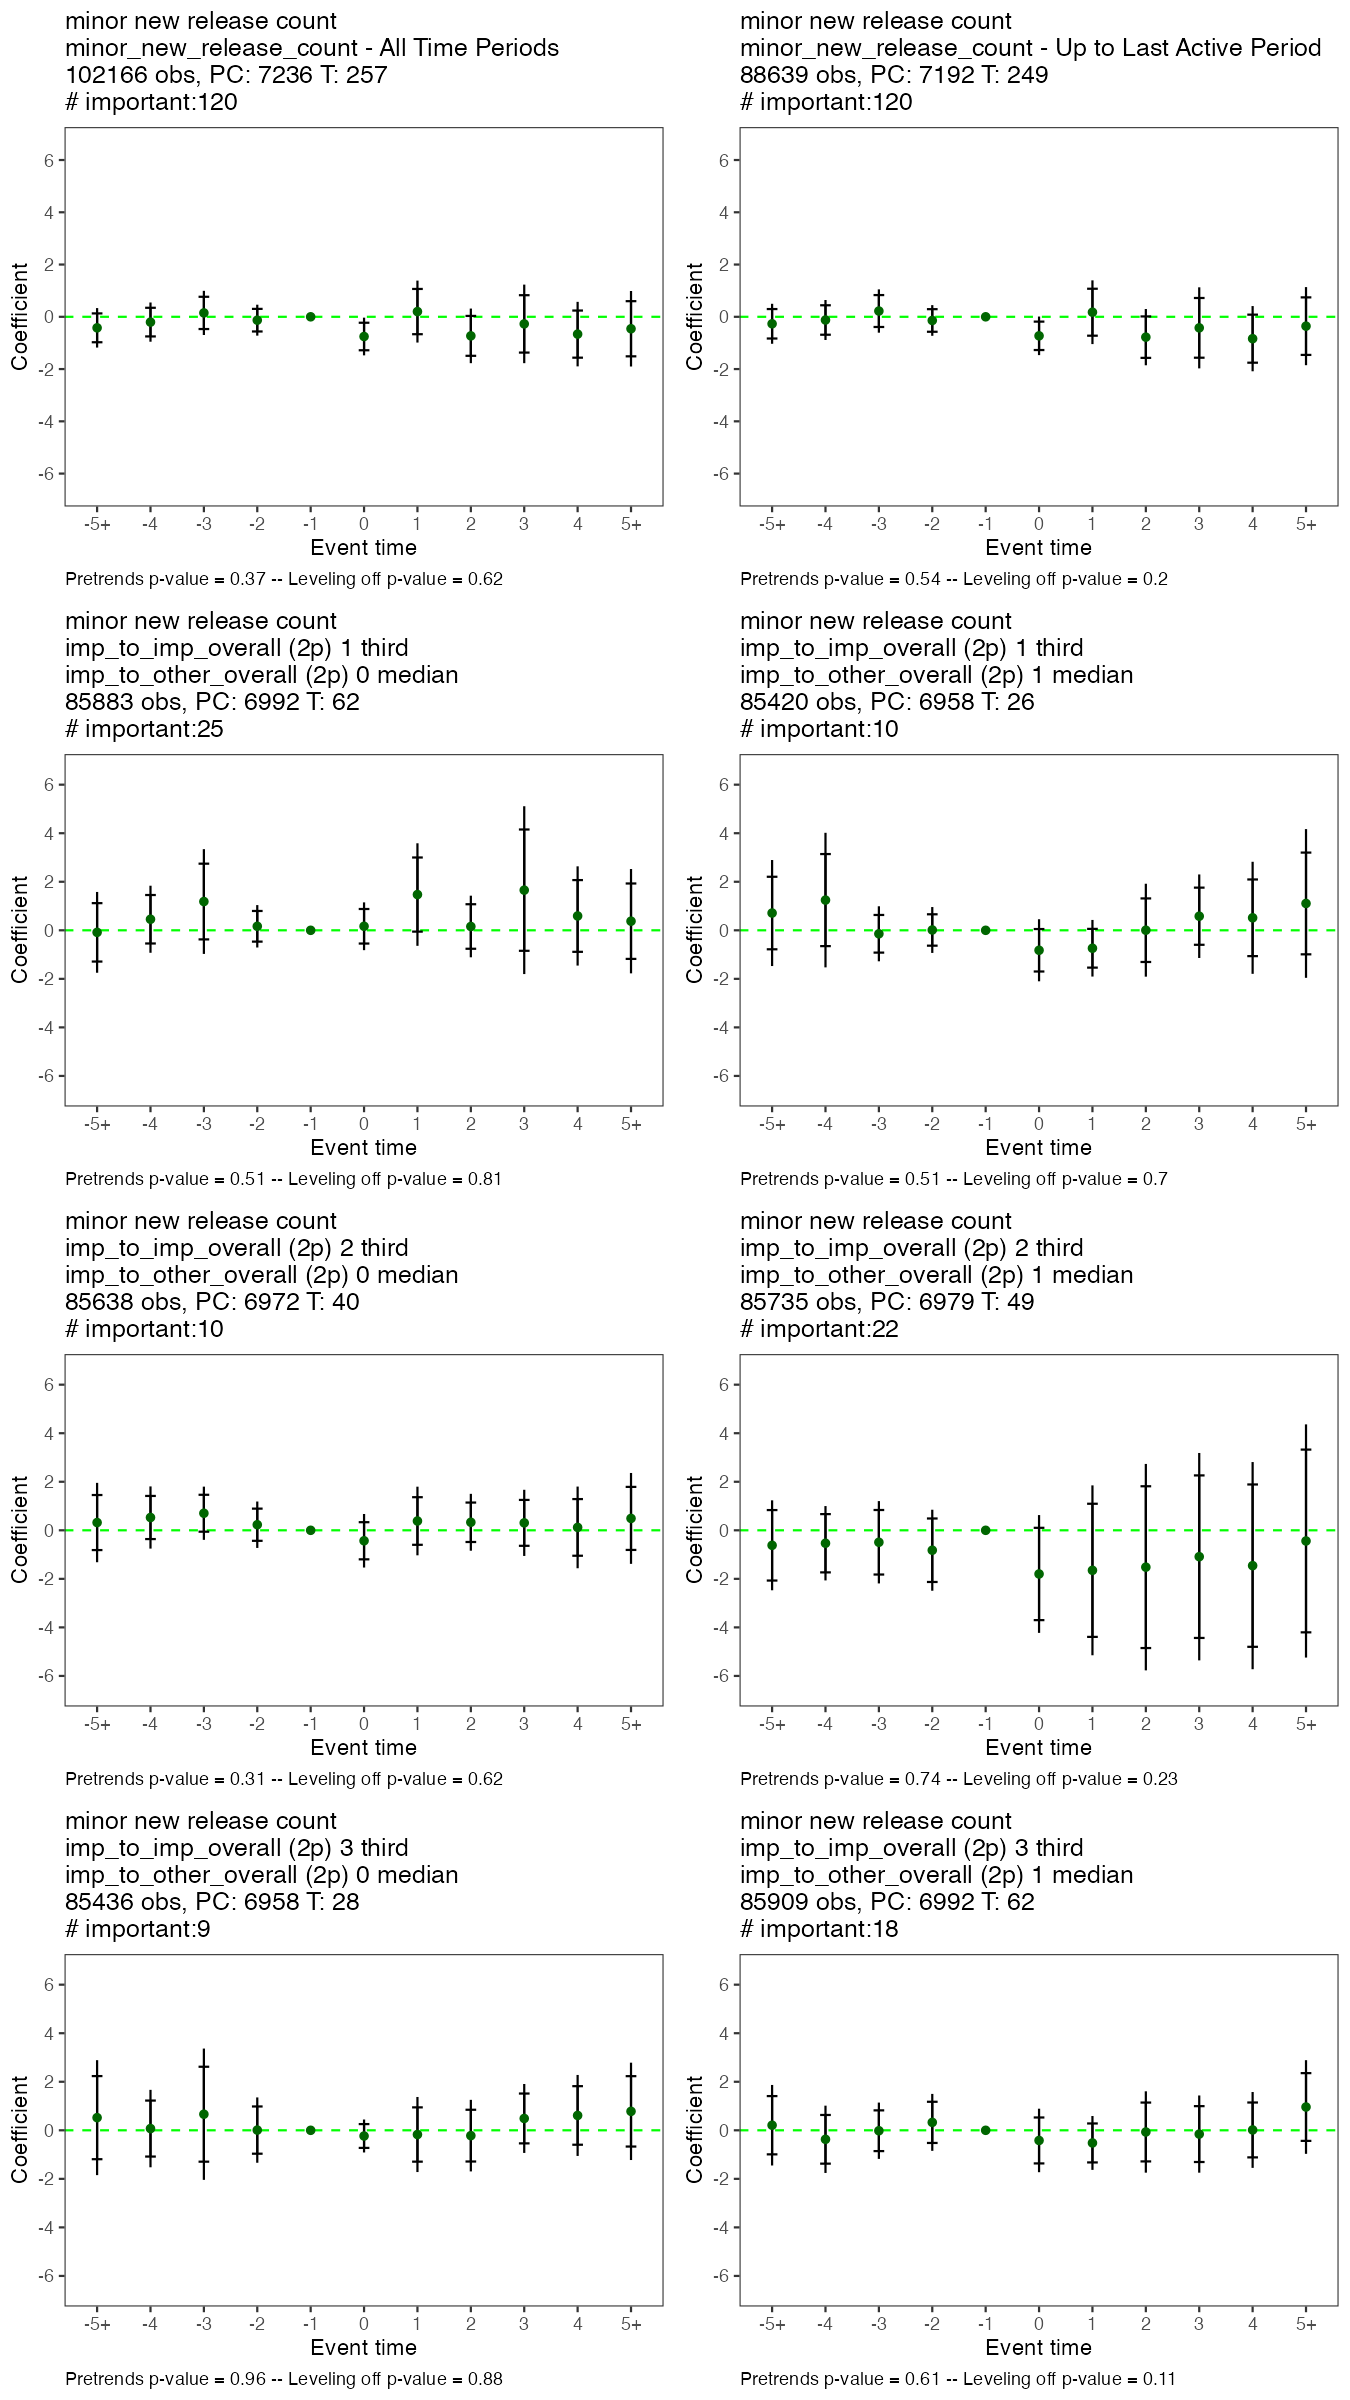 minor new release count
minor_new_release_count - All Time Periods
102166 obs, PC: 7236 T: 257
# important:120
6
4
2
0
-2
-4
-6
Coefficient
-5+ -4 -3 -2 -1 0 1 2 3 4 5+
Event time
Pretrends p-value = 0.37 -- Leveling off p-value = 0.62
minor new release count
minor_new_release_count - Up to Last Active Period
88639 obs, PC: 7192 T: 249
# important:120
6
4
2
0
-2
-4
-6
Coefficient
-5+ -4 -3 -2 -1 0 1 2 3 4 5+
Event time
Pretrends p-value = 0.54 -- Leveling off p-value = 0.2
minor new release count
imp_to_imp_overall (2p) 1 third
imp_to_other_overall (2p) 0 median
85883 obs, PC: 6992 T: 62
# important:25
6
4
2
0
-2
-4
-6
Coefficient
-5+ -4 -3 -2 -1 0 1 2 3 4 5+
Event time
Pretrends p-value = 0.51 -- Leveling off p-value = 0.81
minor new release count
imp_to_imp_overall (2p) 1 third
imp_to_other_overall (2p) 1 median
85420 obs, PC: 6958 T: 26
# important:10
6
4
2
0
-2
-4
-6
Coefficient
-5+ -4 -3 -2 -1 0 1 2 3 4 5+
Event time
Pretrends p-value = 0.51 -- Leveling off p-value = 0.7
minor new release count
imp_to_imp_overall (2p) 2 third
imp_to_other_overall (2p) 0 median
85638 obs, PC: 6972 T: 40
# important:10
6
4
2
0
-2
-4
-6
Coefficient
-5+ -4 -3 -2 -1 0 1 2 3 4 5+
Event time
Pretrends p-value = 0.31 -- Leveling off p-value = 0.62
minor new release count
imp_to_imp_overall (2p) 2 third
imp_to_other_overall (2p) 1 median
85735 obs, PC: 6979 T: 49
# important:22
6
4
2
0
-2
-4
-6
Coefficient
-5+ -4 -3 -2 -1 0 1 2 3 4 5+
Event time
Pretrends p-value = 0.74 -- Leveling off p-value = 0.23
minor new release count
imp_to_imp_overall (2p) 3 third
imp_to_other_overall (2p) 0 median
85436 obs, PC: 6958 T: 28
# important:9
6
4
2
0
-2
-4
-6
Coefficient
-5+ -4 -3 -2 -1 0 1 2 3 4 5+
Event time
Pretrends p-value = 0.96 -- Leveling off p-value = 0.88
minor new release count
imp_to_imp_overall (2p) 3 third
imp_to_other_overall (2p) 1 median
85909 obs, PC: 6992 T: 62
# important:18
6
4
2
0
-2
-4
-6
Coefficient
-5+ -4 -3 -2 -1 0 1 2 3 4 5+
Event time
Pretrends p-value = 0.61 -- Leveling off p-value = 0.11